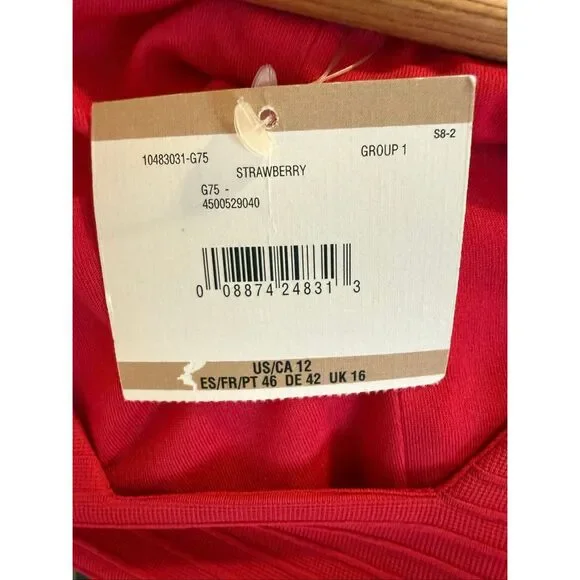 S8-2
10483031-G75 GROUP 1
STRAWBERRY
G75 -
4500529040
0 08874 24831 3
US/CA 12
ES/FR/PT 46 DE 42 UK 16